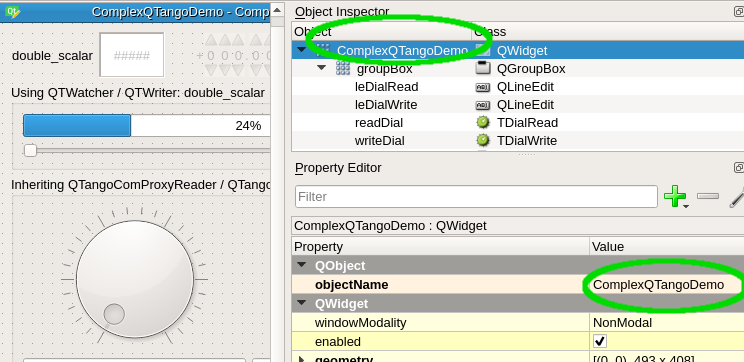 ComplexQTangoDemo - Comp
double_scalar
#####
+000.00
Using QTWatcher / QTWriter: double_scalar
24%
Inheriting QTangoComProxyReader / QTango
Object Inspector
Object Class
ComplexQTangoDemo QWidget
groupBox QGroupBox
leDialRead QLineEdit
leDialWrite QLineEdit
readDial TDialRead
writeDial TDialWrite
Property Editor
Filter
ComplexQTangoDemo : QWidget
Property Value
QObject
objectName ComplexQTangoDemo
QWidget
windowModality NonModal
enabled
geometry [(0, 0), 493 x 408]